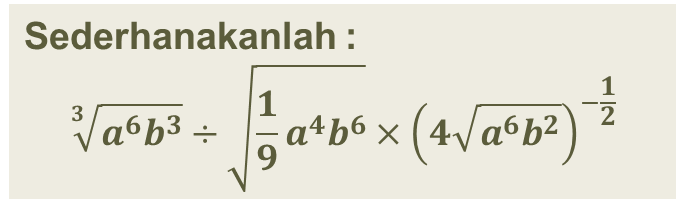 Sederhanakanlah :
∛(a⁶b³) ÷ √(1/9 a⁴b⁶) × (4√(a⁶b²))^(-1/2)